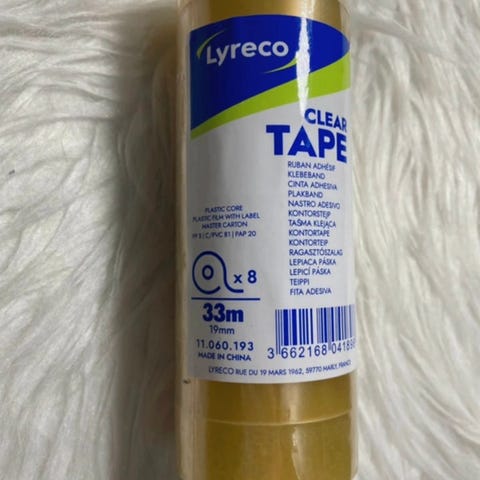 Lyreco
CLEAR
TAPE
RUBAN ADHÉSIF
KLEBEBAND
CINTA ADHESIVA
PLAKBAND
NASTRO ADESIVO
KONTORSTEJP
TAŚMA KLEJĄCA
KONTORTAPE
KONTORTEIP
RAGASZTÓSZALAG
LEPIACA PÁSKA
LEPICÍ PÁSKA
TEIPPI
FITA ADESIVA
PLASTIC CORE
PLASTIC FILM WITH LABEL
MASTER CARTON
x 8
33m
19mm
11.060.193
MADE IN CHINA
3 662168 04189
LYRECO RUE DU 19 MARS 1962, 59770 MARLY, FRANCE